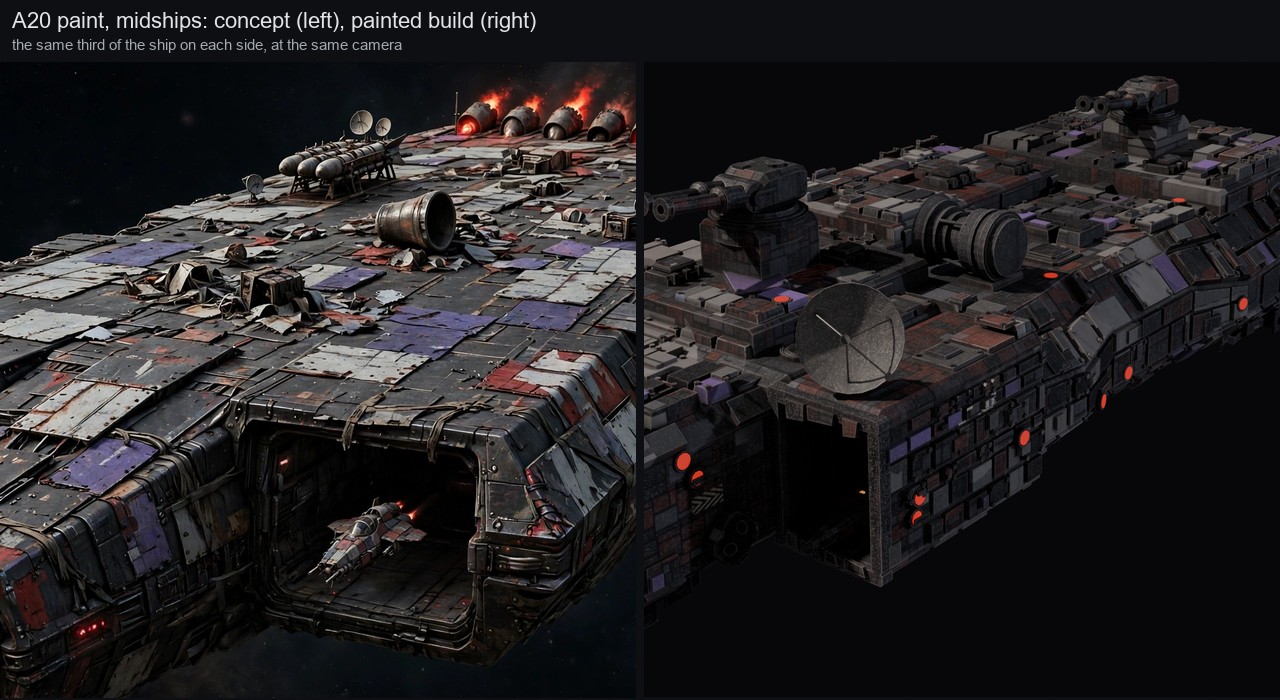 A20 paint, midships: concept (left), painted build (right)
the same third of the ship on each side, at the same camera